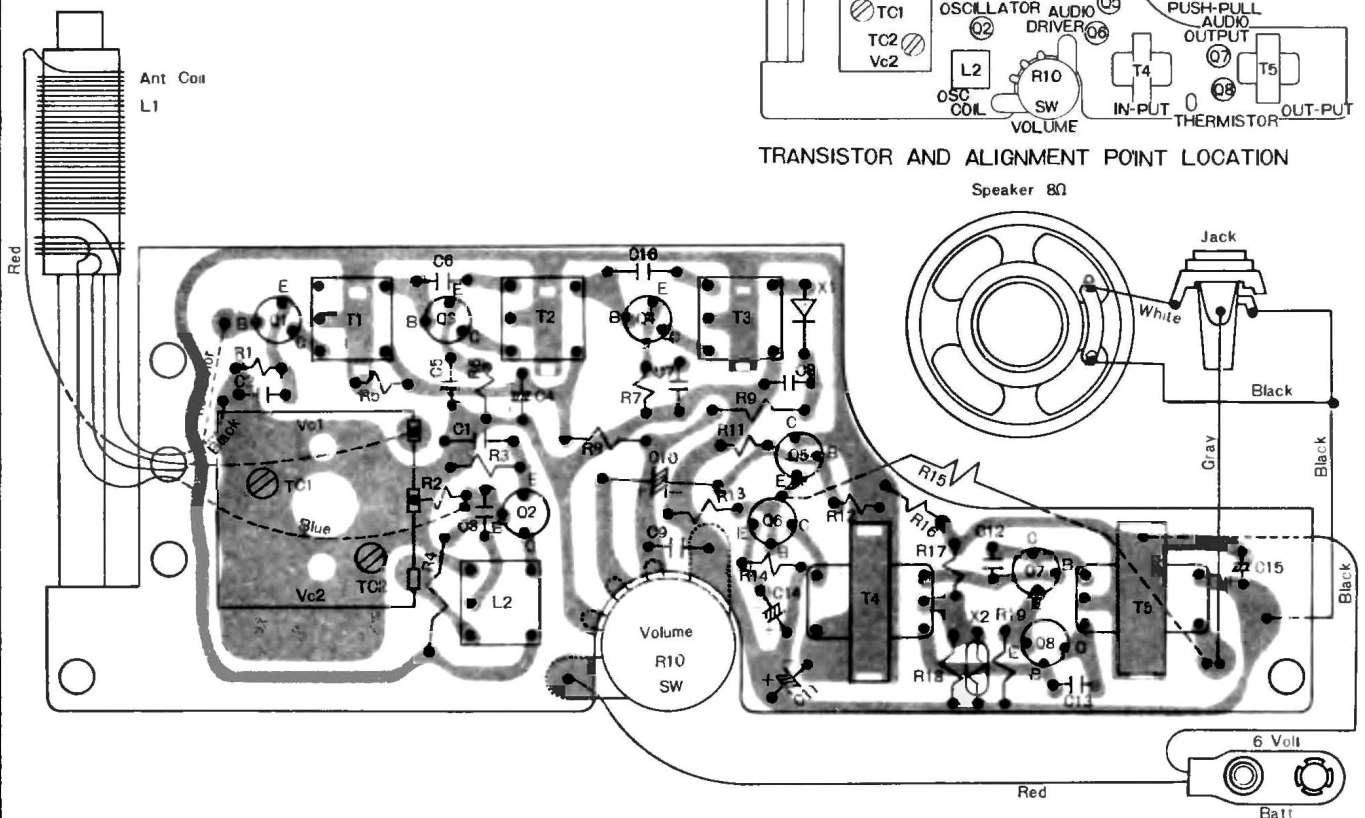 TC1
OSCILLATOR
Q2
AUDIO
DRIVER
Q5
Q6
PUSH-PULL
AUDIO
OUTPUT
Q7
TC2
Vc2
L2
OSC
COIL
R10
SW
VOLUME
T4
IN-PUT
Q8
THERMISTOR
T5
OUT-PUT
TRANSISTOR AND ALIGNMENT POINT LOCATION
Ant Coil
L1
Red
Speaker 8Ω
Jack
White
Black
Gray
Black
Black
E
B
Q1
C
T1
C6
E
B
T2
C16
E
B
Q4
T3
X1
R1
R5
C5
C4
R7
R9
Black
Vc1
TC1
C1
R3
R2
E
Q2
Blue
TC2
Vc2
R4
L2
C10
R11
C
Q5
B
E
R13
R15
Q6
E
C
B
R12
R16
C9
R14
C14
T4
R17
C12
C
Q7
B
E
T5
C15
X2
R19
Q8
E
B
R18
C11
C13
Volume
R10
SW
Red
6 Volt
Batt